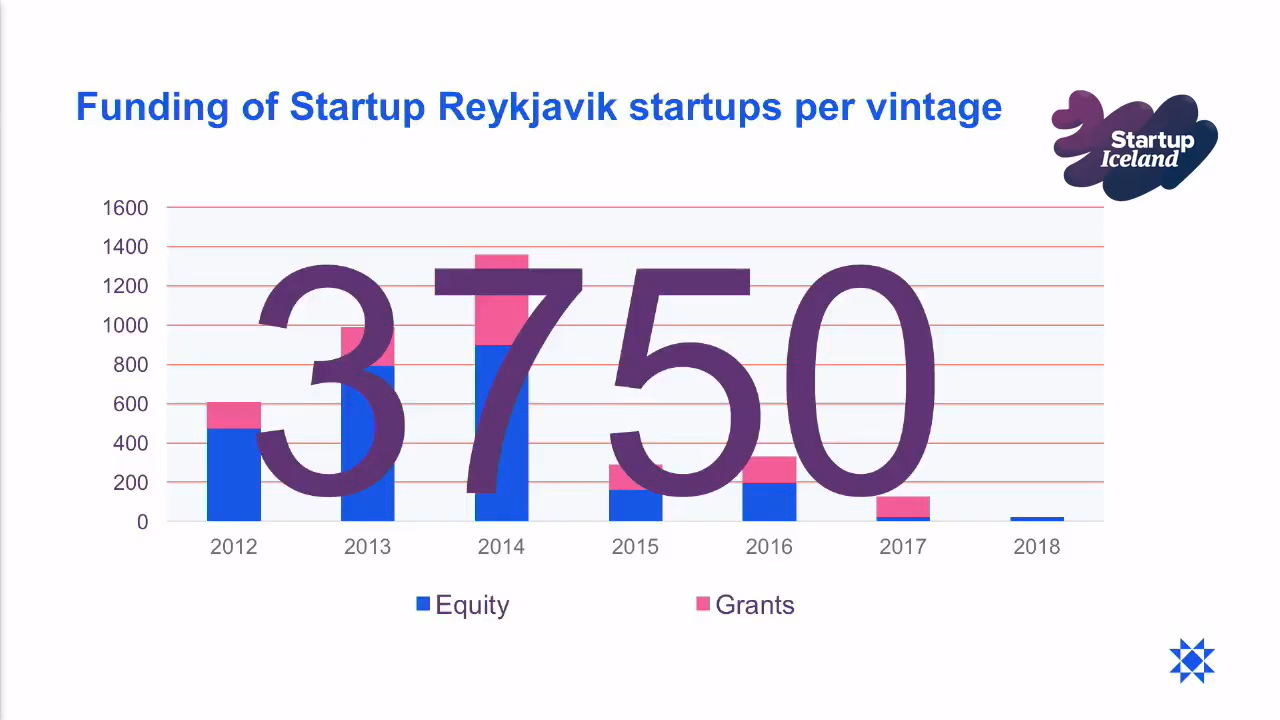 Funding of Startup Reykjavik startups per vintage
Startup
Iceland
1600
1400
1200
1000
800
600
400
200
0
3750
2012 2013 2014 2015 2016 2017 2018
Equity Grants